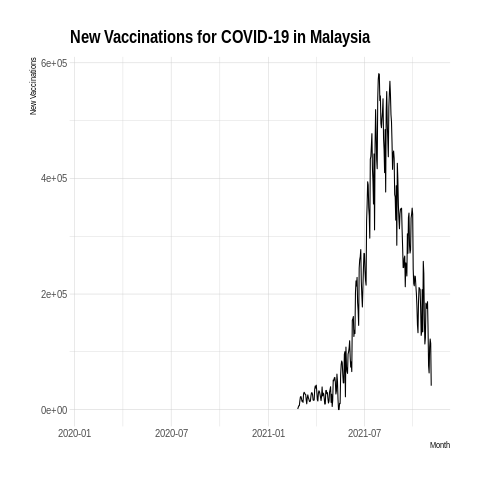 New Vaccinations for COVID-19 in Malaysia
New Vaccinations
6e+05
4e+05
2e+05
0e+00
2020-01 2020-07 2021-01 2021-07
Month